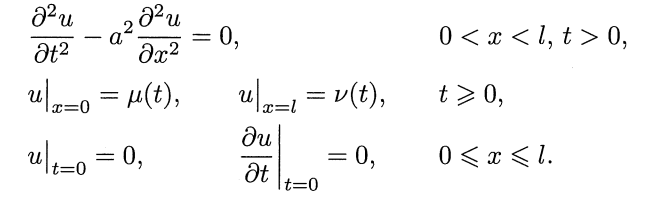 ∂²u/∂t² − a² ∂²u/∂x² = 0, 0 < x < l, t > 0,
u|ₓ₌₀ = μ(t), u|ₓ₌ₗ = ν(t), t ⩾ 0,
u|ₜ₌₀ = 0, ∂u/∂t|ₜ₌₀ = 0, 0 ⩽ x ⩽ l.